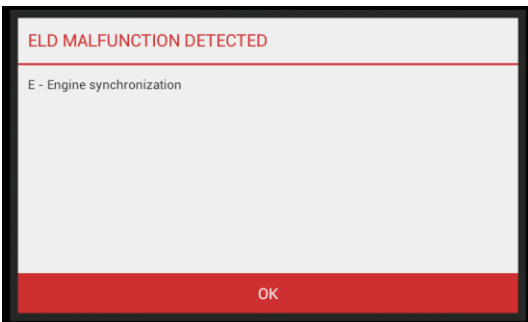 ELD MALFUNCTION DETECTED
E - Engine synchronization
OK